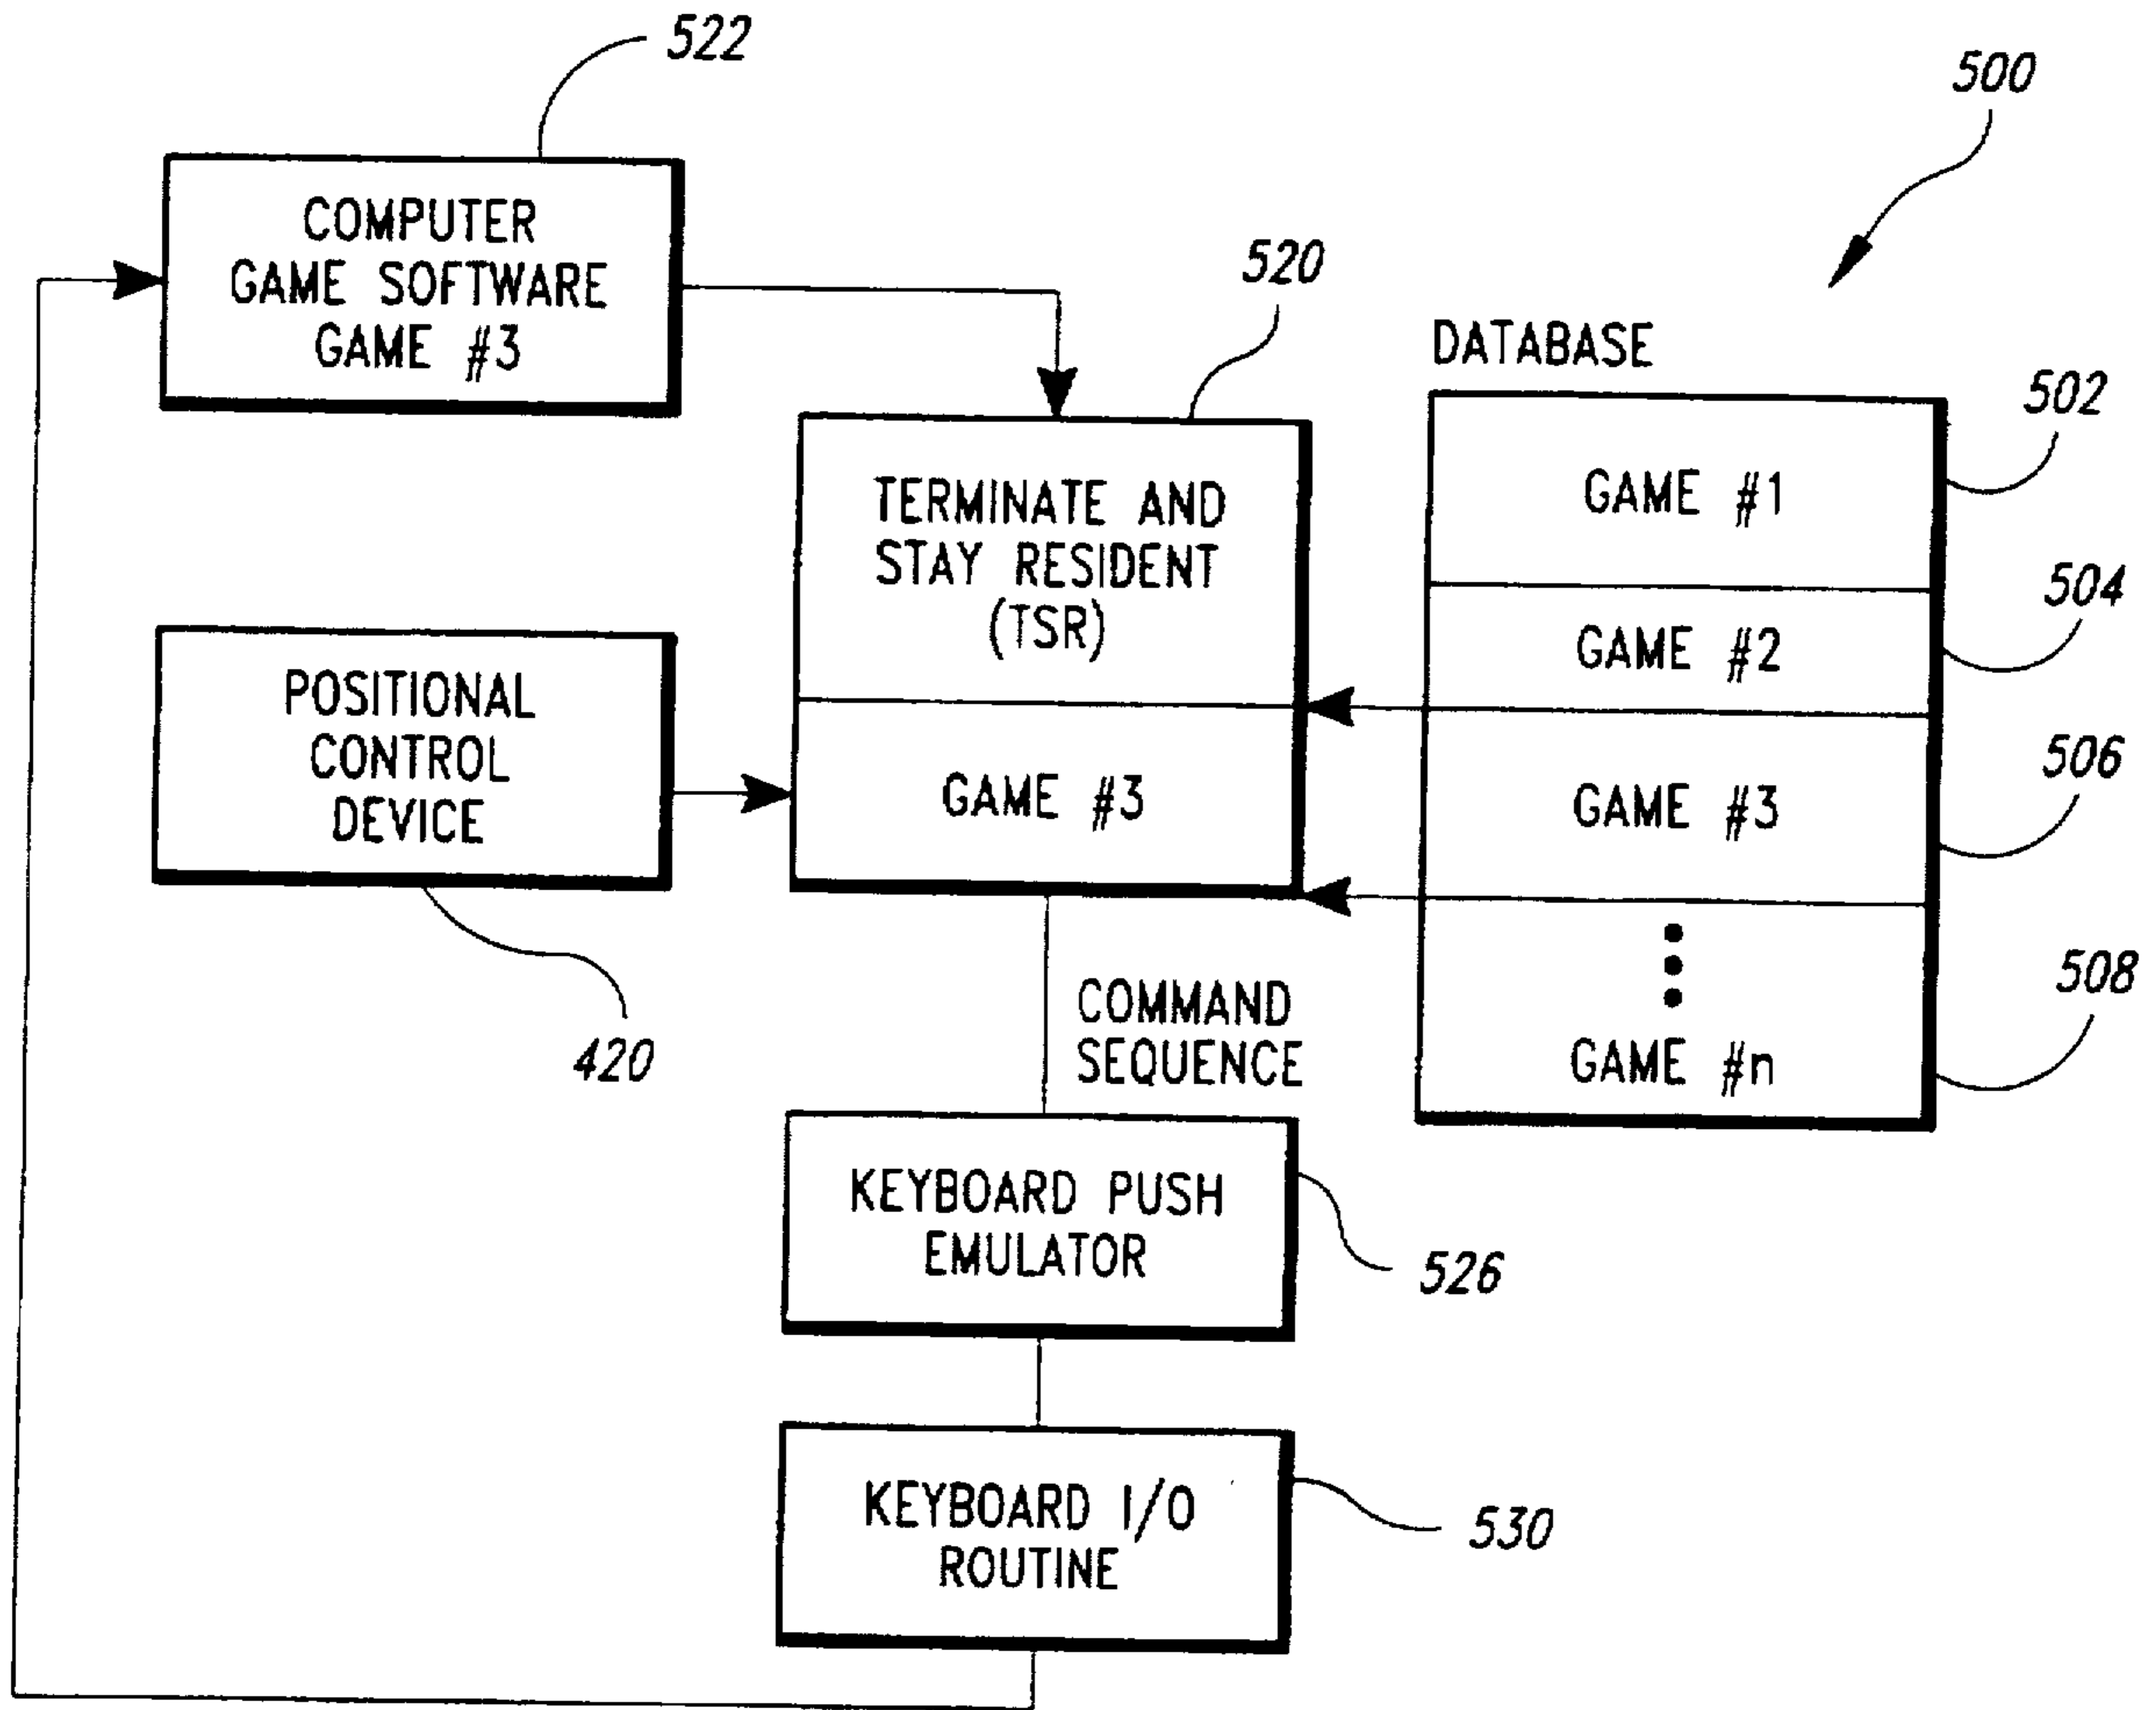 522
500
COMPUTER
GAME SOFTWARE
GAME #3
520
DATABASE
502
GAME #1
TERMINATE AND
STAY RESIDENT
(TSR)
504
GAME #2
POSITIONAL
CONTROL
DEVICE
GAME #3
506
GAME #3
420
COMMAND
SEQUENCE
508
GAME #n
KEYBOARD PUSH
EMULATOR
526
KEYBOARD I/O
ROUTINE
530